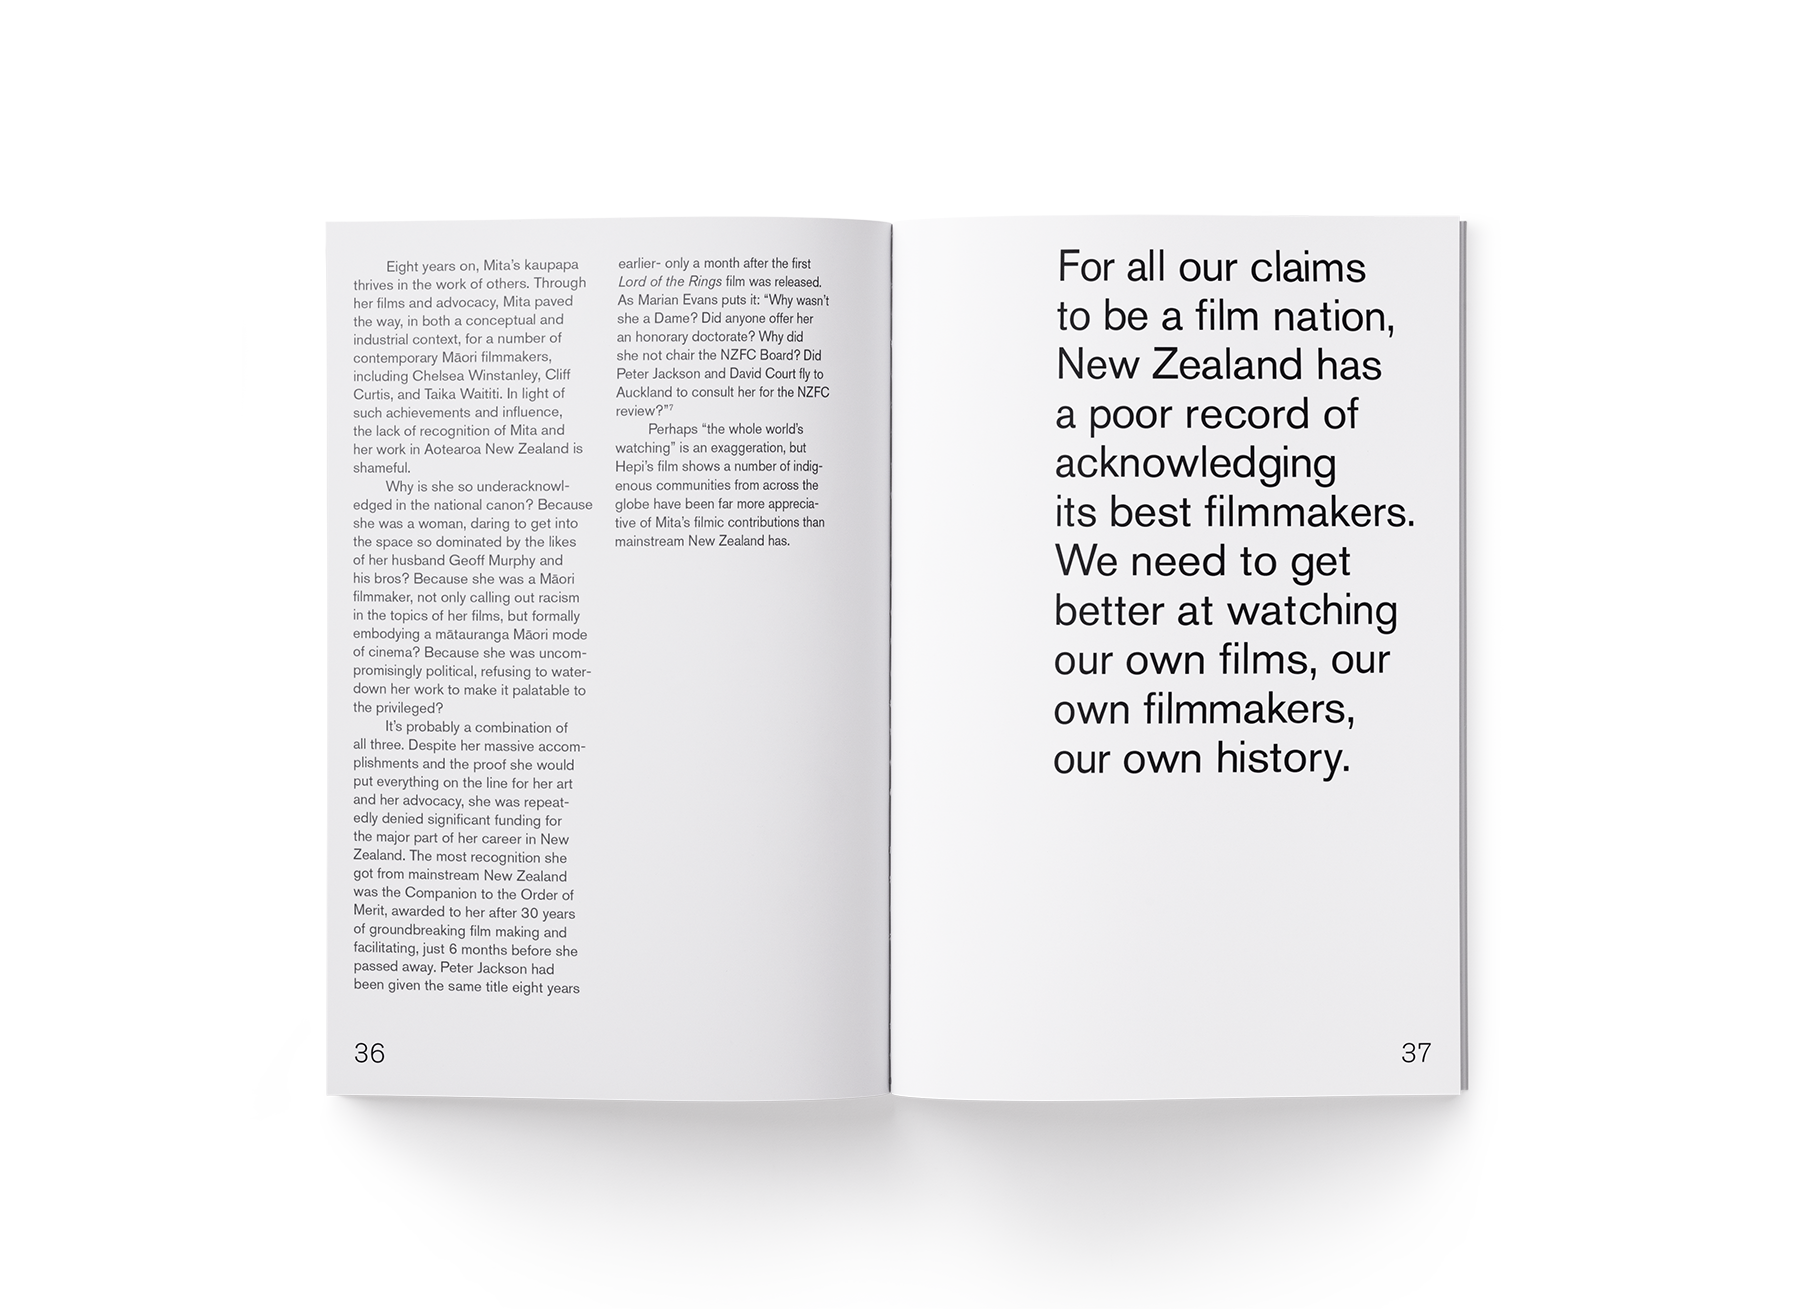 Eight years on, Mita’s kaupapa
thrives in the work of others. Through
her films and advocacy, Mita paved
the way, in both a conceptual and
industrial context, for a number of
contemporary Māori filmmakers,
including Chelsea Winstanley, Cliff
Curtis, and Taika Waititi. In light of
such achievements and influence,
the lack of recognition of Mita and
her work in Aotearoa New Zealand is
shameful.
Why is she so underacknowl-
edged in the national canon? Because
she was a woman, daring to get into
the space so dominated by the likes
of her husband Geoff Murphy and
his bros? Because she was a Māori
filmmaker, not only calling out racism
in the topics of her films, but formally
embodying a mātauranga Māori mode
of cinema? Because she was uncom-
promisingly political, refusing to water-
down her work to make it palatable to
the privileged?
It’s probably a combination of
all three. Despite her massive accom-
plishments and the proof she would
put everything on the line for her art
and her advocacy, she was repeat-
edly denied significant funding for
the major part of her career in New
Zealand. The most recognition she
got from mainstream New Zealand
was the Companion to the Order of
Merit, awarded to her after 30 years
of groundbreaking film making and
facilitating, just 6 months before she
passed away. Peter Jackson had
been given the same title eight years
earlier- only a month after the first
Lord of the Rings film was released.
As Marian Evans puts it: “Why wasn’t
she a Dame? Did anyone offer her
an honorary doctorate? Why did
she not chair the NZFC Board? Did
Peter Jackson and David Court fly to
Auckland to consult her for the NZFC
review?”⁷
Perhaps “the whole world’s
watching” is an exaggeration, but
Hepi’s film shows a number of indig-
enous communities from across the
globe have been far more apprecia-
tive of Mita’s filmic contributions than
mainstream New Zealand has.
36
For all our claims
to be a film nation,
New Zealand has
a poor record of
acknowledging
its best filmmakers.
We need to get
better at watching
our own films, our
own filmmakers,
our own history.
37